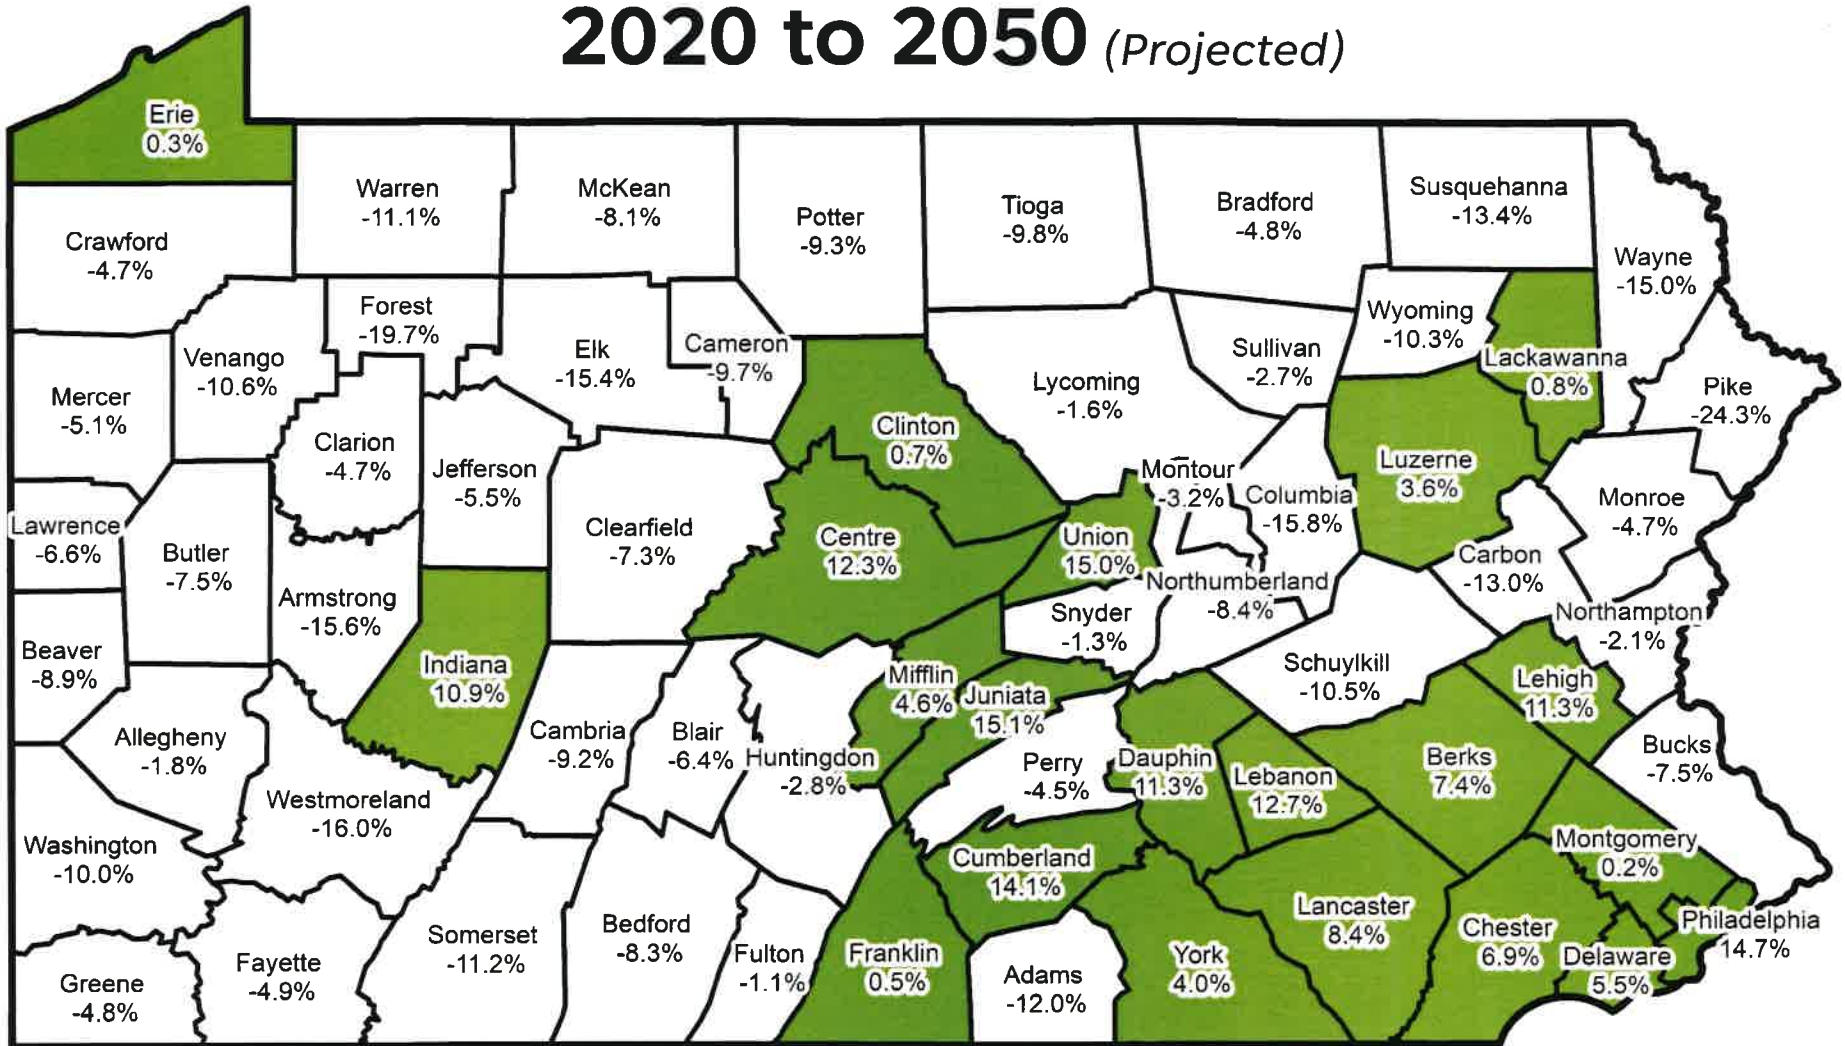 2020 to 2050 (Projected)
Erie
0.3%
Warren
-11.1%
McKean
-8.1%
Potter
-9.3%
Tioga
-9.8%
Bradford
-4.8%
Susquehanna
-13.4%
Wayne
-15.0%
Crawford
-4.7%
Forest
-19.7%
Venango
-10.6%
Elk
-15.4%
Cameron
-9.7%
Wyoming
-10.3%
Sullivan
-2.7%
Lackawanna
0.8%
Pike
-24.3%
Mercer
-5.1%
Lycoming
-1.6%
Clinton
0.7%
Clarion
-4.7%
Jefferson
-5.5%
Luzerne
3.6%
Montour
-3.2%
Columbia
-15.8%
Monroe
-4.7%
Lawrence
-6.6%
Butler
-7.5%
Clearfield
-7.3%
Centre
12.3%
Union
15.0%
Carbon
-13.0%
Northumberland
-8.4%
Armstrong
-15.6%
Snyder
-1.3%
Northampton
-2.1%
Beaver
-8.9%
Indiana
10.9%
Mifflin
4.6%
Juniata
15.1%
Schuylkill
-10.5%
Lehigh
11.3%
Allegheny
-1.8%
Cambria
-9.2%
Blair
-6.4%
Huntingdon
-2.8%
Perry
-4.5%
Dauphin
11.3%
Lebanon
12.7%
Berks
7.4%
Bucks
-7.5%
Westmoreland
-16.0%
Washington
-10.0%
Cumberland
14.1%
Montgomery
0.2%
Lancaster
8.4%
Chester
6.9%
Delaware
5.5%
Philadelphia
14.7%
Greene
-4.8%
Fayette
-4.9%
Somerset
-11.2%
Bedford
-8.3%
Fulton
-1.1%
Franklin
0.5%
Adams
-12.0%
York
4.0%